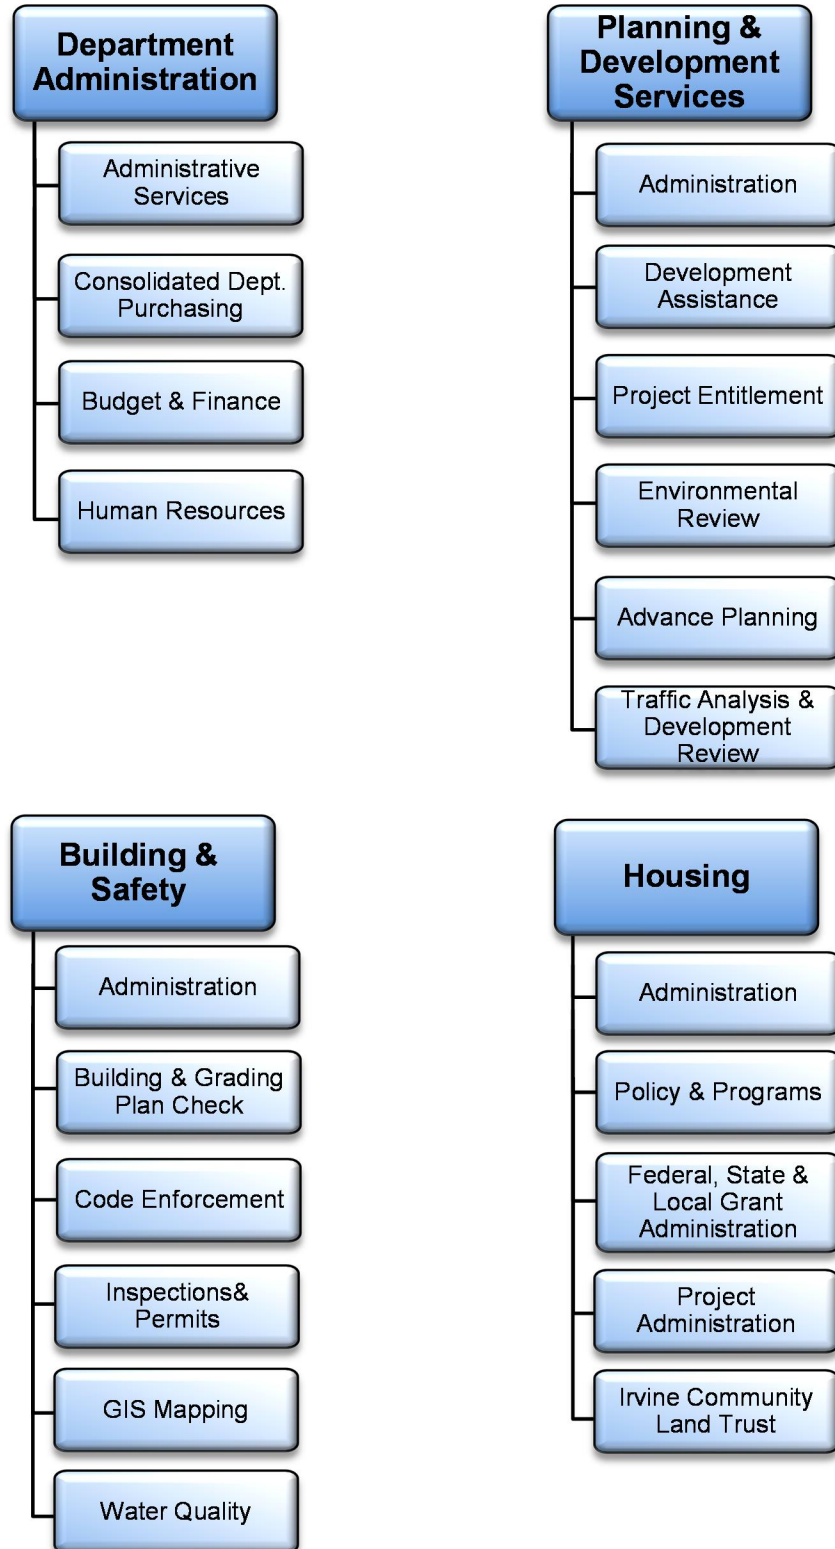 Department
Administration
Administrative
Services
Consolidated Dept.
Purchasing
Budget & Finance
Human Resources
Planning &
Development
Services
Administration
Development
Assistance
Project Entitlement
Environmental
Review
Advance Planning
Traffic Analysis &
Development
Review
Building &
Safety
Administration
Building & Grading
Plan Check
Code Enforcement
Inspections&
Permits
GIS Mapping
Water Quality
Housing
Administration
Policy & Programs
Federal, State &
Local Grant
Administration
Project
Administration
Irvine Community
Land Trust